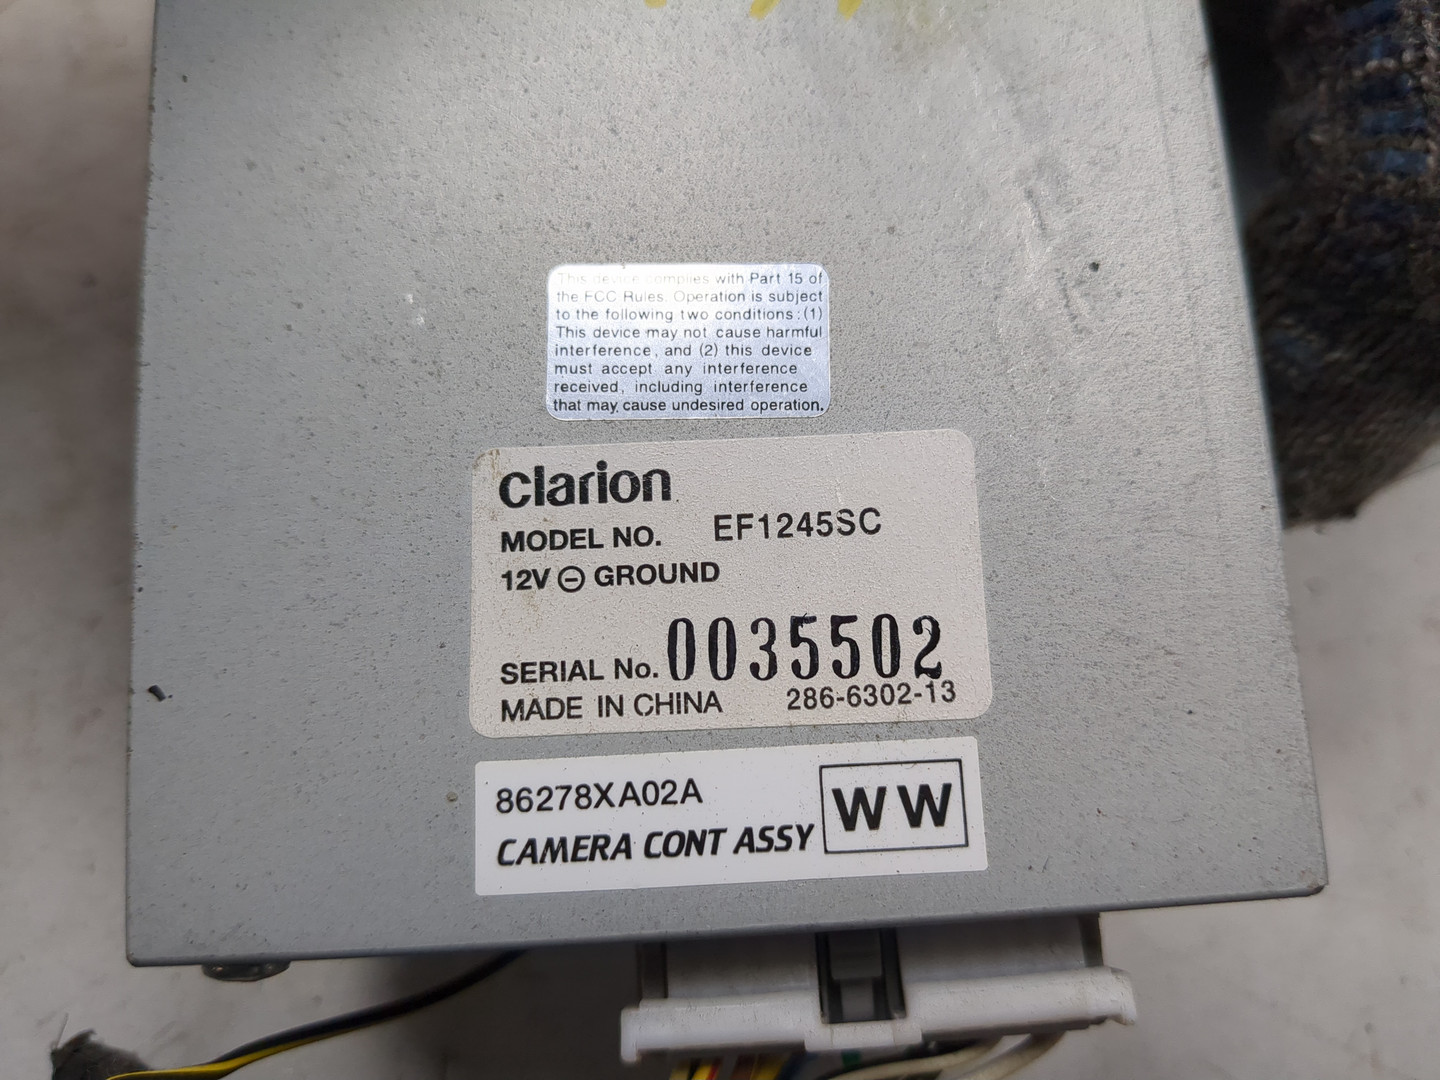 This device complies with Part 15 of
the FCC Rules. Operation is subject
to the following two conditions: (1)
This device may not cause harmful
interference, and (2) this device
must accept any interference
received, including interference
that may cause undesired operation.
clarion
MODEL NO. EF1245SC
12V ⊖ GROUND
SERIAL No. 0035502
MADE IN CHINA 286-6302-13
86278XA02A
CAMERA CONT ASSY WW